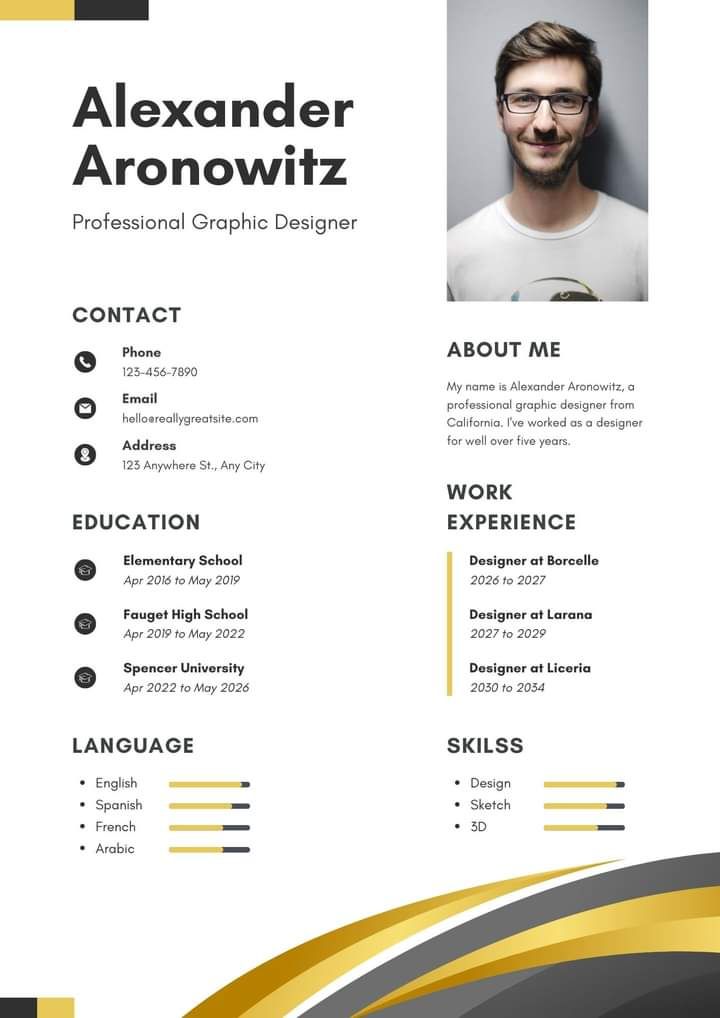 Alexander
Aronowitz
Professional Graphic Designer
CONTACT
Phone
123-456-7890
Email
hello@reallygreatsite.com
Address
123 Anywhere St., Any City
EDUCATION
Elementary School
Apr 2016 to May 2019
Fauget High School
Apr 2019 to May 2022
Spencer University
Apr 2022 to May 2026
LANGUAGE
• English
• Spanish
• French
• Arabic
ABOUT ME
My name is Alexander Aronowitz, a
professional graphic designer from
California. I've worked as a designer
for well over five years.
WORK
EXPERIENCE
Designer at Borcelle
2026 to 2027
Designer at Larana
2027 to 2029
Designer at Liceria
2030 to 2034
SKILSS
• Design
• Sketch
• 3D